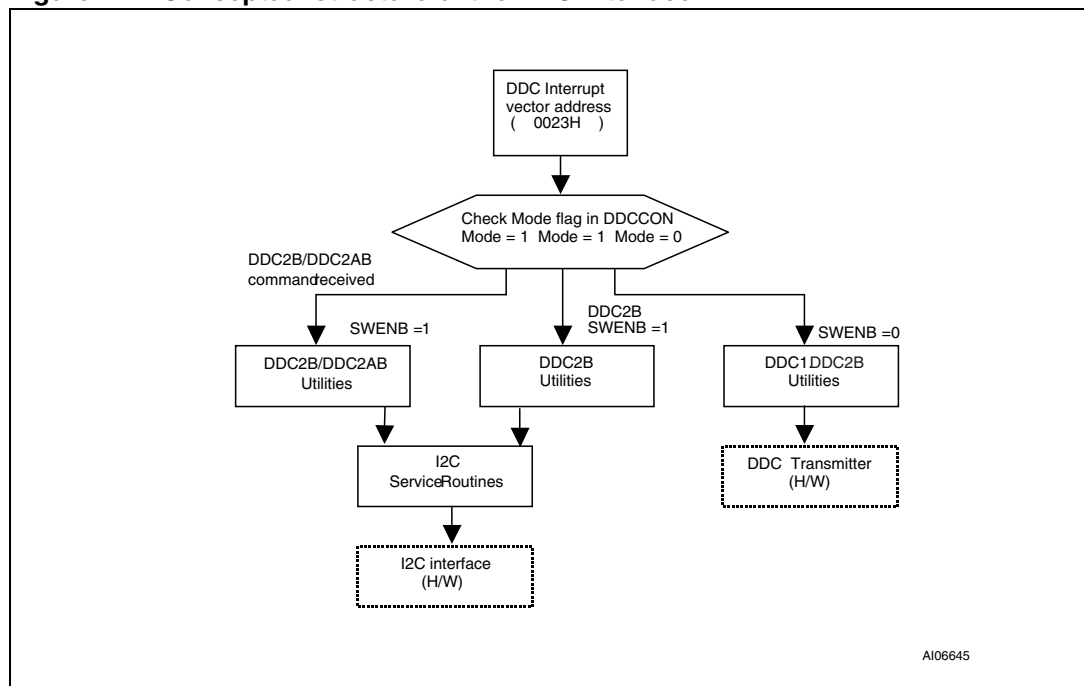 DDC Interrupt
vector address
( 0023H )
Check Mode flag in DDCCON
Mode = 1 Mode = 1 Mode = 0
DDC2B/DDC2AB
commandreceived
SWENB =1
DDC2B
SWENB =1
SWENB =0
DDC2B/DDC2AB
Utilities
DDC2B
Utilities
DDC1DDC2B
Utilities
I2C
ServiceRoutines
DDC Transmitter
(H/W)
I2C interface
(H/W)
AI06645